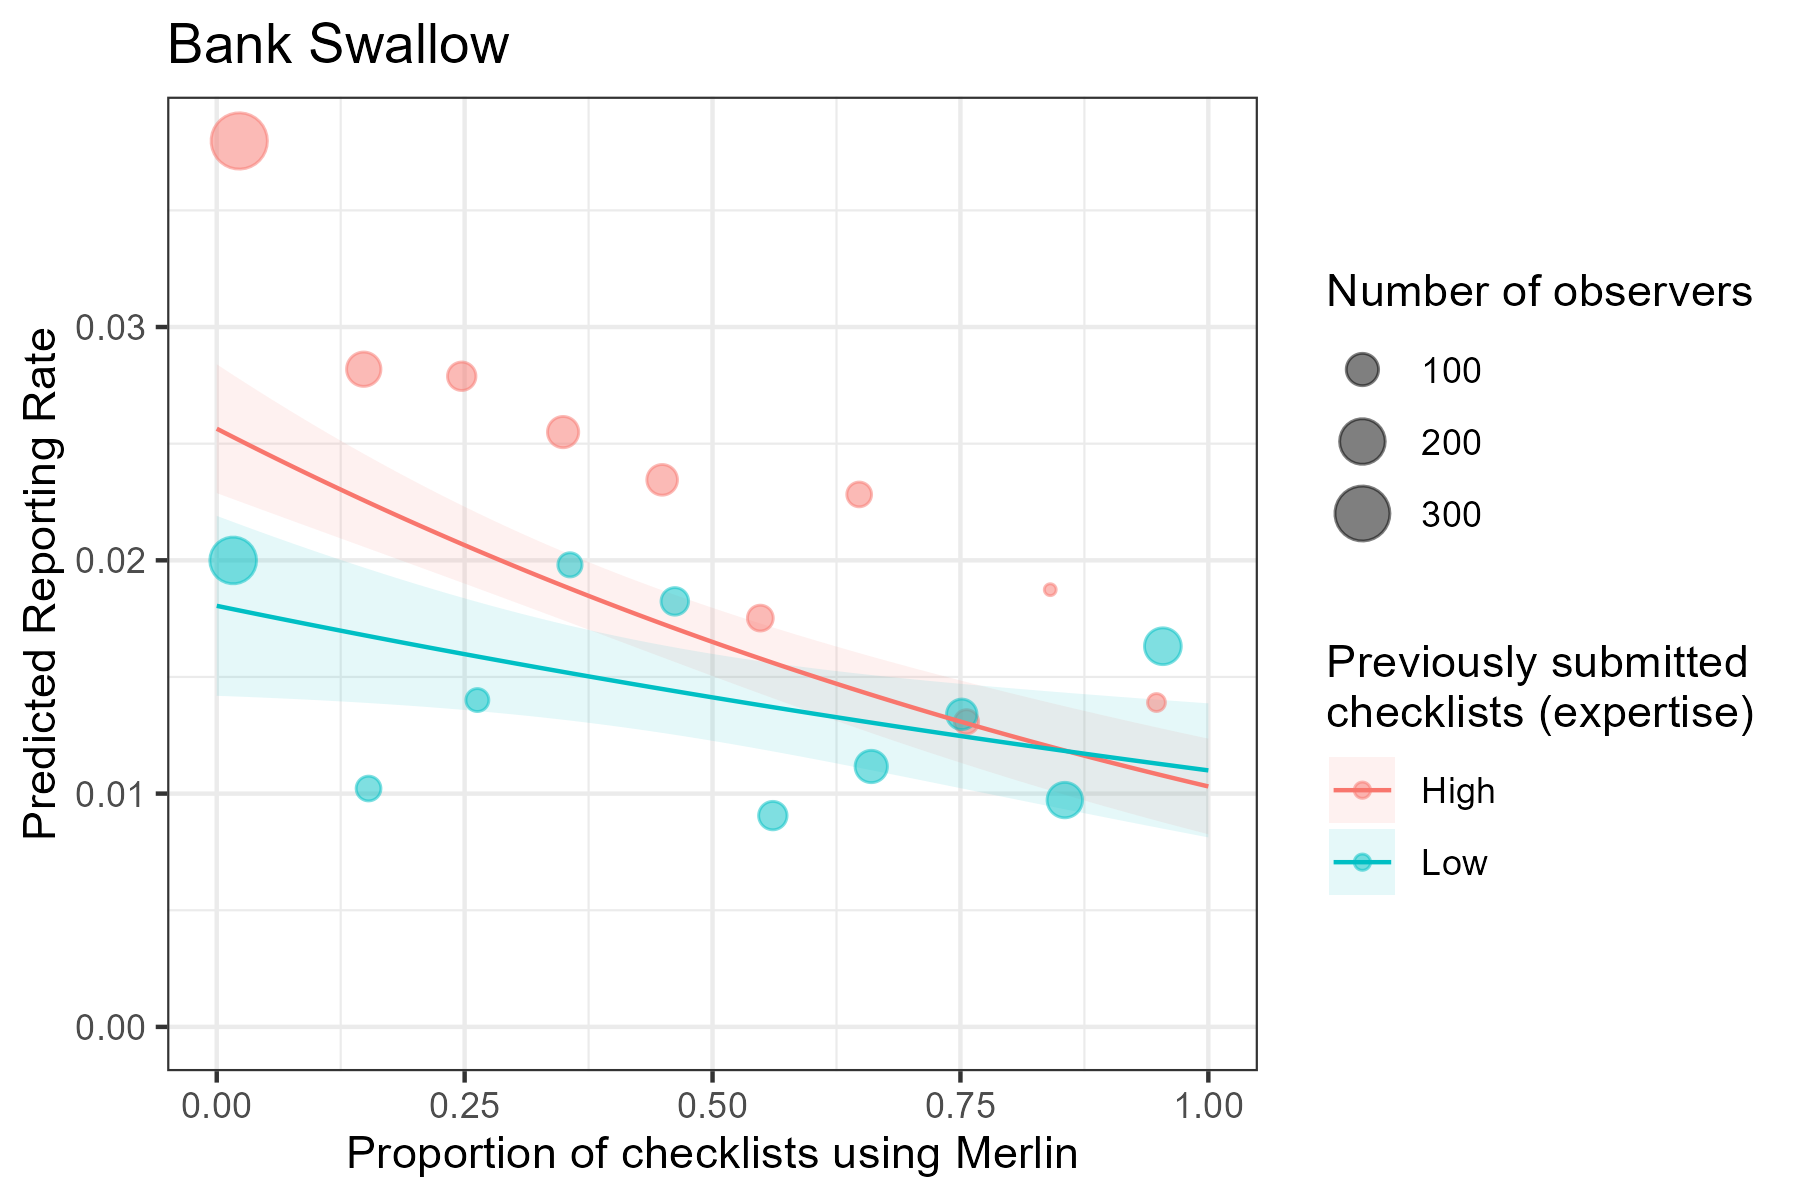 Bank Swallow
Predicted Reporting Rate
0.03
0.02
0.01
0.00
0.00 0.25 0.50 0.75 1.00
Proportion of checklists using Merlin
Number of observers
100
200
300
Previously submitted
checklists (expertise)
High
Low